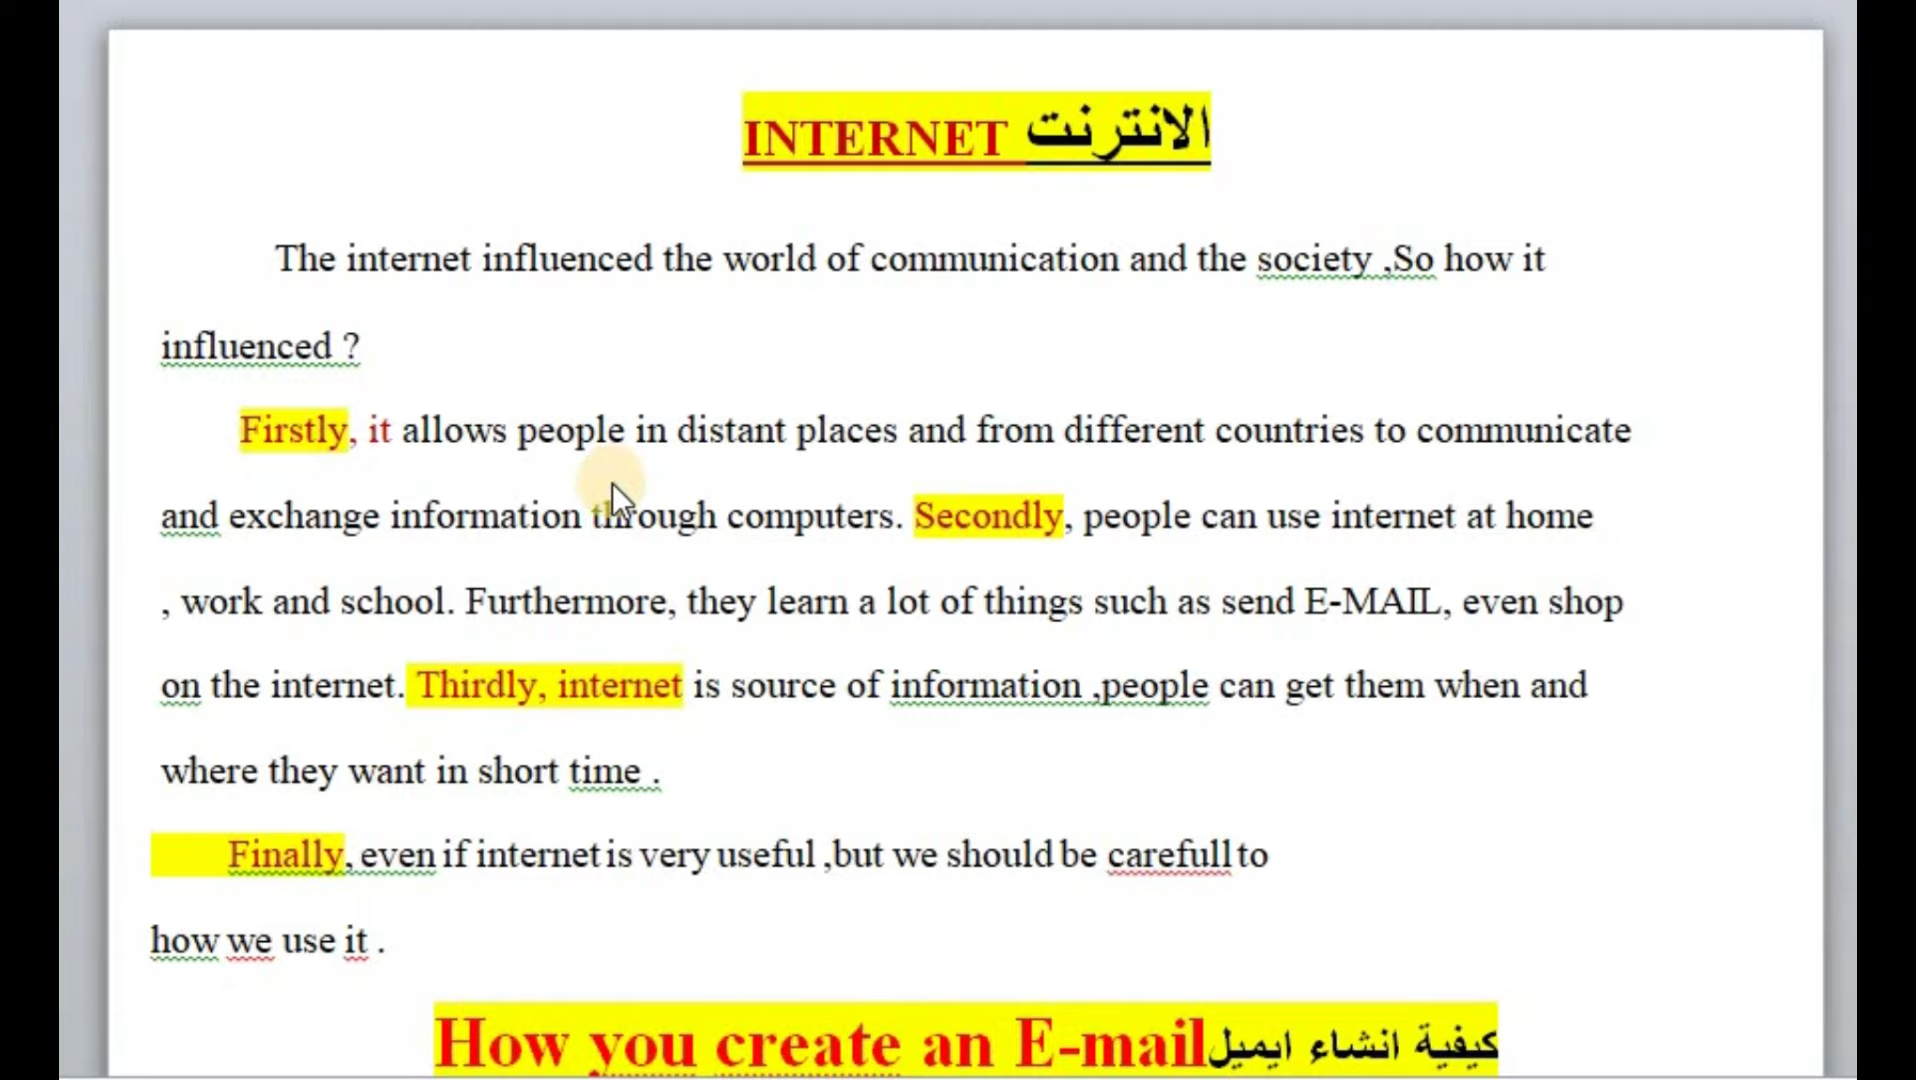 INTERNET الانترنت
The internet influenced the world of communication and the society ,So how it
influenced ?
Firstly, it allows people in distant places and from different countries to communicate
and exchange information through computers. Secondly, people can use internet at home
, work and school. Furthermore, they learn a lot of things such as send E-MAIL, even shop
on the internet. Thirdly, internet is source of information ,people can get them when and
where they want in short time .
Finally, even if internet is very useful ,but we should be carefull to
how we use it .
How you create an E-mail كيفية انشاء ايميل